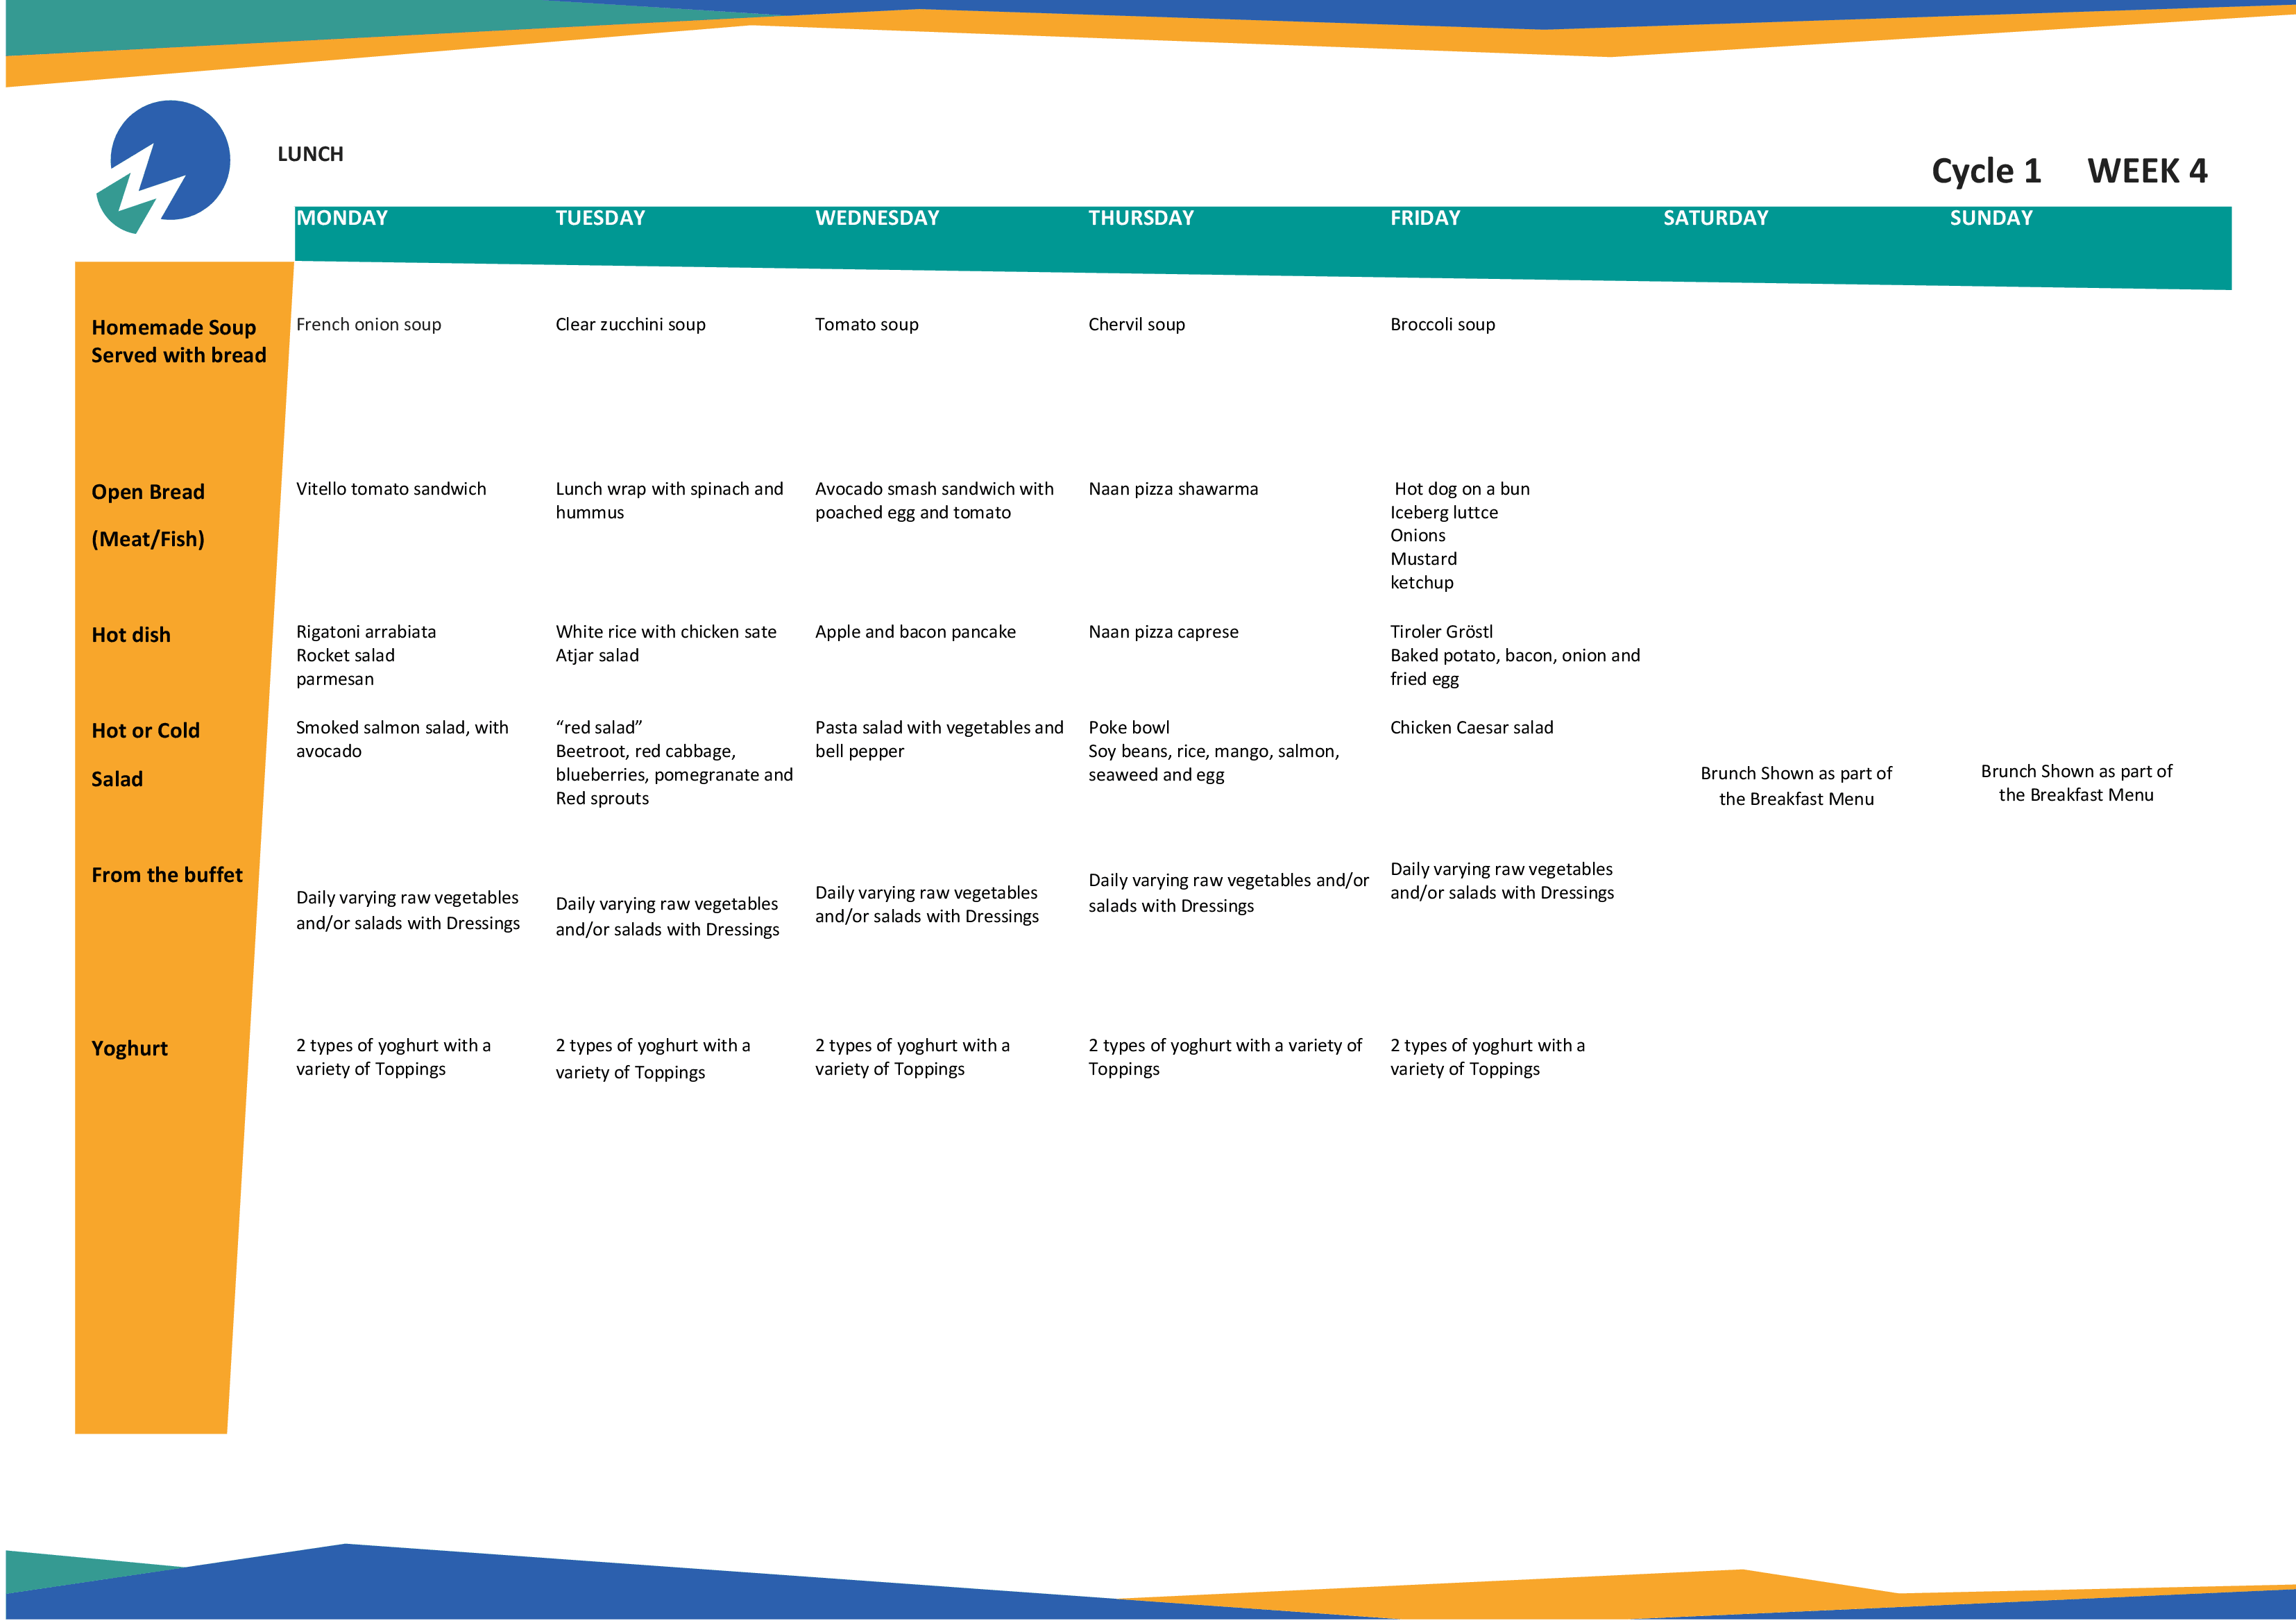 LUNCH
Cycle 1 WEEK 4
MONDAY TUESDAY WEDNESDAY THURSDAY FRIDAY SATURDAY SUNDAY
Homemade Soup
Served with bread
French onion soup
Clear zucchini soup
Tomato soup
Chervil soup
Broccoli soup
Open Bread
(Meat/Fish)
Vitello tomato sandwich
Lunch wrap with spinach and
hummus
Avocado smash sandwich with
poached egg and tomato
Naan pizza shawarma
Hot dog on a bun
Iceberg luttce
Onions
Mustard
ketchup
Hot dish
Rigatoni arrabiata
Rocket salad
parmesan
White rice with chicken sate
Atjar salad
Apple and bacon pancake
Naan pizza caprese
Tiroler Gröstl
Baked potato, bacon, onion and
fried egg
Hot or Cold
Salad
Smoked salmon salad, with
avocado
“red salad”
Beetroot, red cabbage,
blueberries, pomegranate and
Red sprouts
Pasta salad with vegetables and
bell pepper
Poke bowl
Soy beans, rice, mango, salmon,
seaweed and egg
Chicken Caesar salad
Brunch Shown as part of
the Breakfast Menu
Brunch Shown as part of
the Breakfast Menu
From the buffet
Daily varying raw vegetables
and/or salads with Dressings
Daily varying raw vegetables
and/or salads with Dressings
Daily varying raw vegetables
and/or salads with Dressings
Daily varying raw vegetables and/or
salads with Dressings
Daily varying raw vegetables
and/or salads with Dressings
Yoghurt
2 types of yoghurt with a
variety of Toppings
2 types of yoghurt with a
variety of Toppings
2 types of yoghurt with a
variety of Toppings
2 types of yoghurt with a variety of
Toppings
2 types of yoghurt with a
variety of Toppings